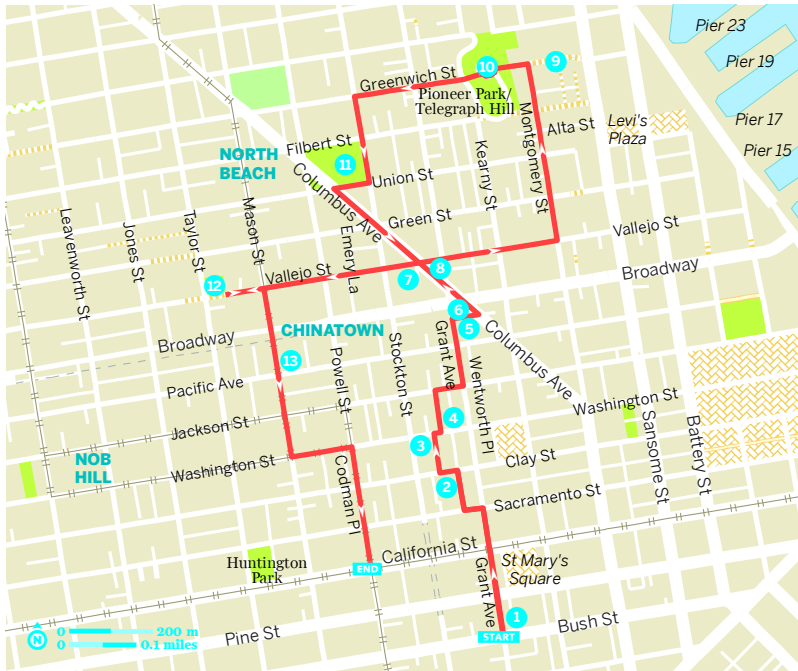 Pier 23
Pier 19
Pier 17
Pier 15
9
10
Greenwich St
Pioneer Park/
Telegraph Hill
Levi's
Plaza
Alta St
Montgomery St
Kearny St
Filbert St
11
NORTH
BEACH
Union St
Columbus Ave
Green St
Leavenworth St
Jones St
Taylor St
Mason St
Emery La
Vallejo St
Vallejo St
7
8
12
Broadway
6
5
CHINATOWN
Broadway
Columbus Ave
Grant Ave
Wentworth Pl
Stockton St
Powell St
13
Pacific Ave
Washington St
4
Jackson St
3
Sansome St
Battery St
NOB
HILL
Washington St
Clay St
2
Codman Pl
Sacramento St
California St
Huntington
Park
END
St Mary's
Square
Grant Ave
1
Bush St
START
Pine St
N
0 200 m
0 0.1 miles